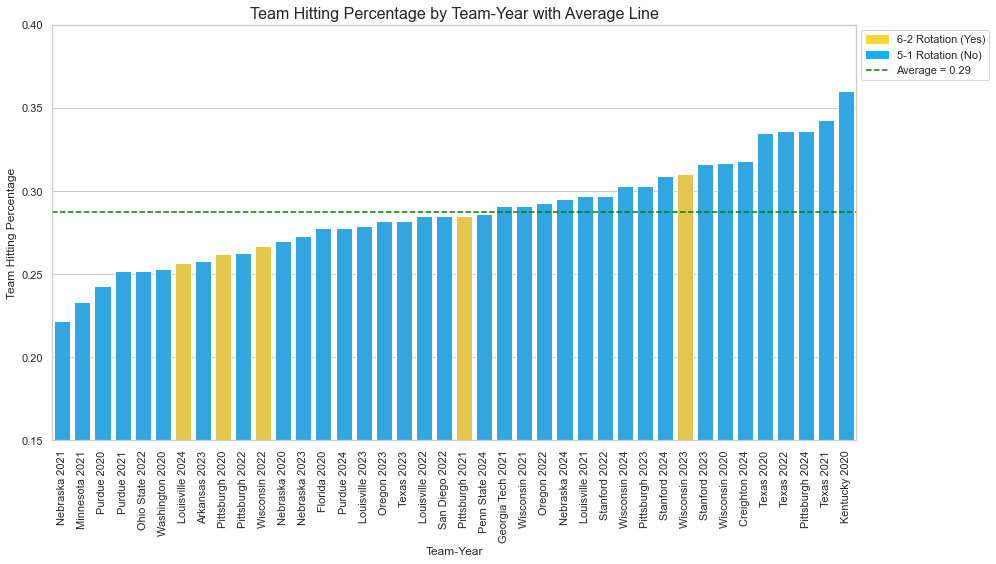 Team Hitting Percentage by Team-Year with Average Line
6-2 Rotation (Yes)
5-1 Rotation (No)
Average = 0.29
Team Hitting Percentage
0.40
0.35
0.30
0.25
0.20
0.15
Nebraska 2021
Minnesota 2021
Purdue 2020
Purdue 2021
Ohio State 2022
Washington 2020
Louisville 2024
Arkansas 2023
Pittsburgh 2020
Pittsburgh 2022
Wisconsin 2022
Nebraska 2020
Nebraska 2023
Florida 2020
Purdue 2024
Louisville 2023
Oregon 2023
Texas 2023
Louisville 2022
San Diego 2022
Pittsburgh 2021
Penn State 2024
Georgia Tech 2021
Wisconsin 2021
Oregon 2022
Nebraska 2024
Louisville 2021
Stanford 2022
Wisconsin 2024
Pittsburgh 2023
Stanford 2024
Wisconsin 2023
Stanford 2023
Wisconsin 2020
Creighton 2024
Texas 2020
Texas 2022
Pittsburgh 2024
Texas 2021
Kentucky 2020
Team-Year